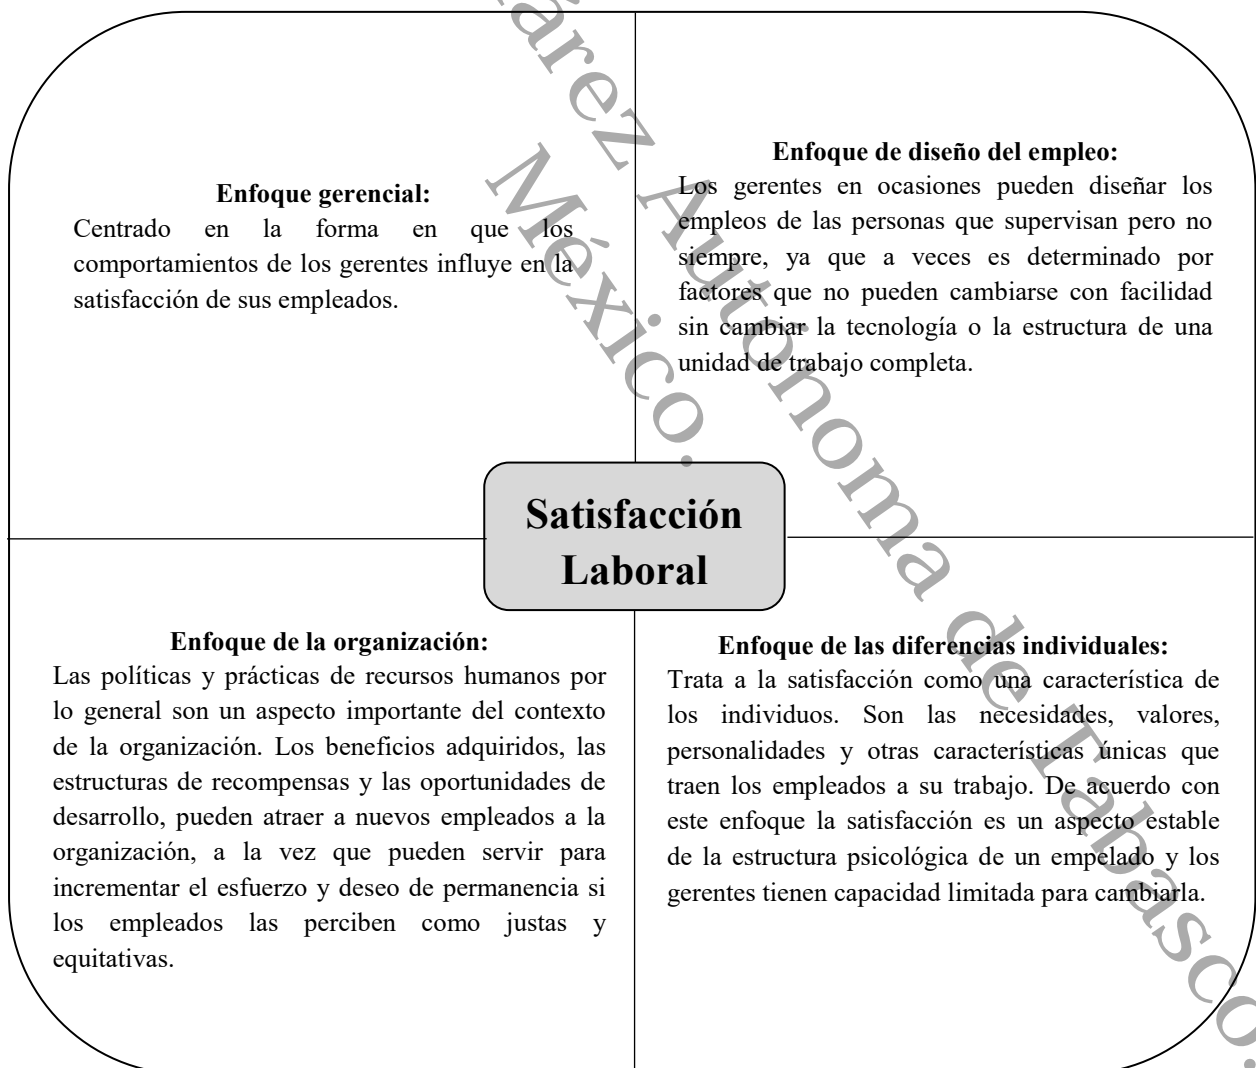 Enfoque gerencial:
Centrado en la forma en que los
comportamientos de los gerentes influye en la
satisfacción de sus empleados.
Enfoque de diseño del empleo:
Los gerentes en ocasiones pueden diseñar los
empleos de las personas que supervisan pero no
siempre, ya que a veces es determinado por
factores que no pueden cambiarse con facilidad
sin cambiar la tecnología o la estructura de una
unidad de trabajo completa.
Satisfacción
Laboral
Enfoque de la organización:
Las políticas y prácticas de recursos humanos por
lo general son un aspecto importante del contexto
de la organización. Los beneficios adquiridos, las
estructuras de recompensas y las oportunidades de
desarrollo, pueden atraer a nuevos empleados a la
organización, a la vez que pueden servir para
incrementar el esfuerzo y deseo de permanencia si
los empleados las perciben como justas y
equitativas.
Enfoque de las diferencias individuales:
Trata a la satisfacción como una característica de
los individuos. Son las necesidades, valores,
personalidades y otras características únicas que
traen los empleados a su trabajo. De acuerdo con
este enfoque la satisfacción es un aspecto estable
de la estructura psicológica de un empelado y los
gerentes tienen capacidad limitada para cambiarla.
Autónoma de Tabasco.
México.